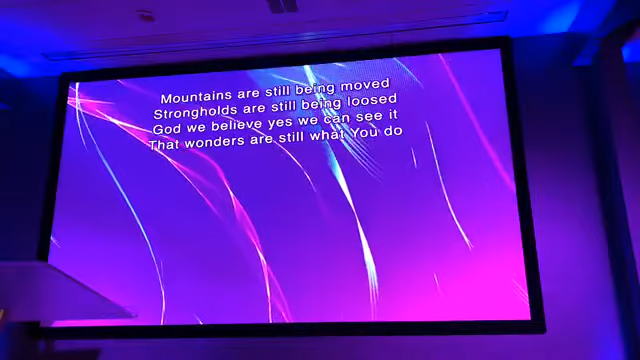 Mountains are still being moved
Strongholds are still being loosed
God we believe yes we can see it
That wonders are still what You do